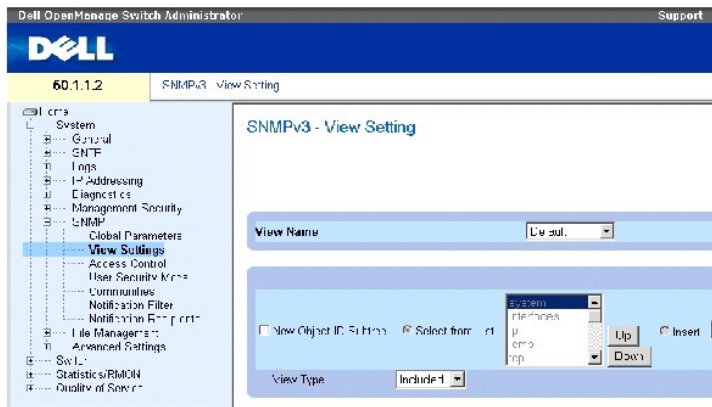 Dell OpenManage Switch Administrator
Support
DELL
60.1.1.2
SNMPv3 - View Setting
Home
System
General
SNTP
Logs
IP Addressing
Diagnostics
Management Security
SNMP
Global Parameters
View Settings
Access Control
User Security Model
Communities
Notification Filter
Notification Recipients
File Management
Advanced Settings
Switch
Statistics/RMON
Quality of Service
SNMPv3 - View Setting
View Name
Default
New Object ID Subtree
Select from List
system
interfaces
ip
icmp
tcp
Up
Down
Insert
View Type
Included